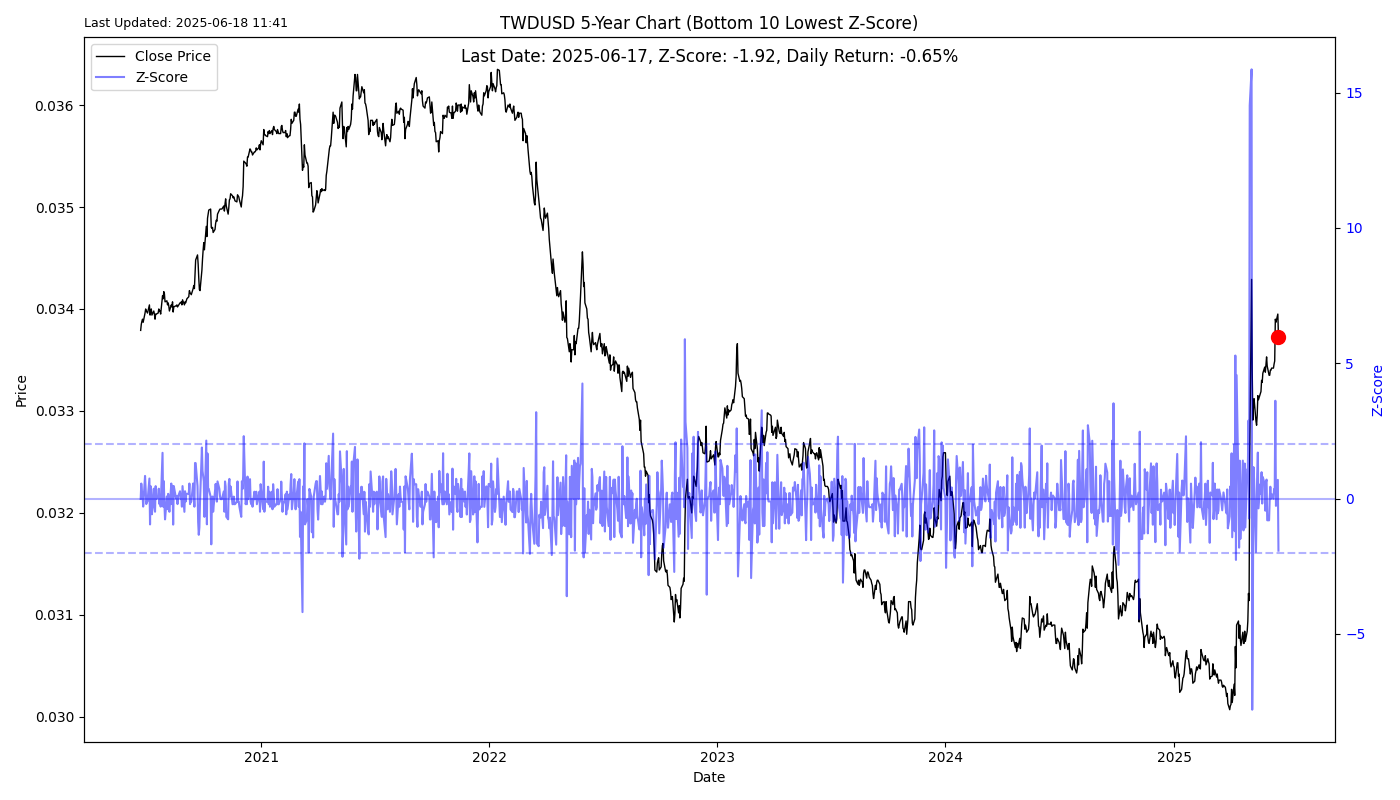 Last Updated: 2025-06-18 11:41
TWDUSD 5-Year Chart (Bottom 10 Lowest Z-Score)
Last Date: 2025-06-17, Z-Score: -1.92, Daily Return: -0.65%
Close Price
Z-Score
0.036
0.035
0.034
0.033
0.032
0.031
0.030
Price
15
10
5
0
−5
Z-Score
2021
2022
2023
2024
2025
Date